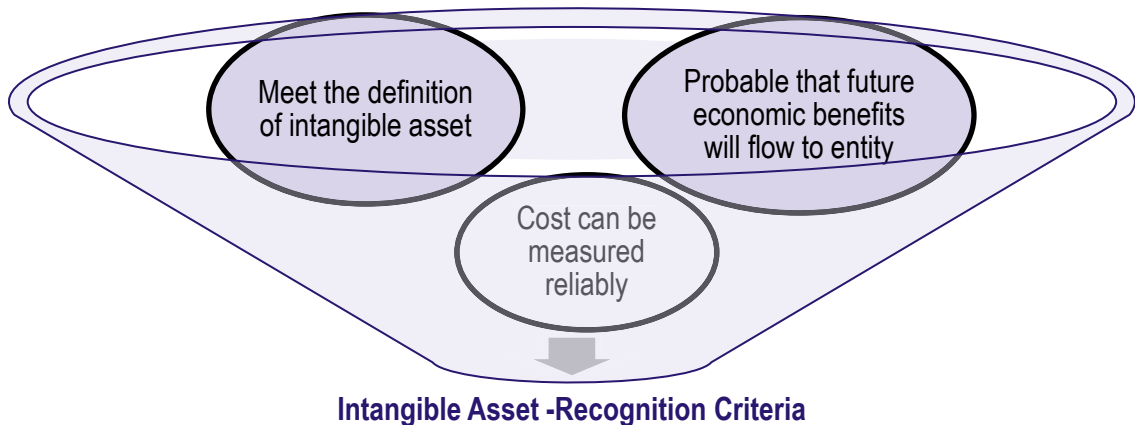 Meet the definition
of intangible asset
Probable that future
economic benefits
will flow to entity
Cost can be
measured
reliably
Intangible Asset -Recognition Criteria